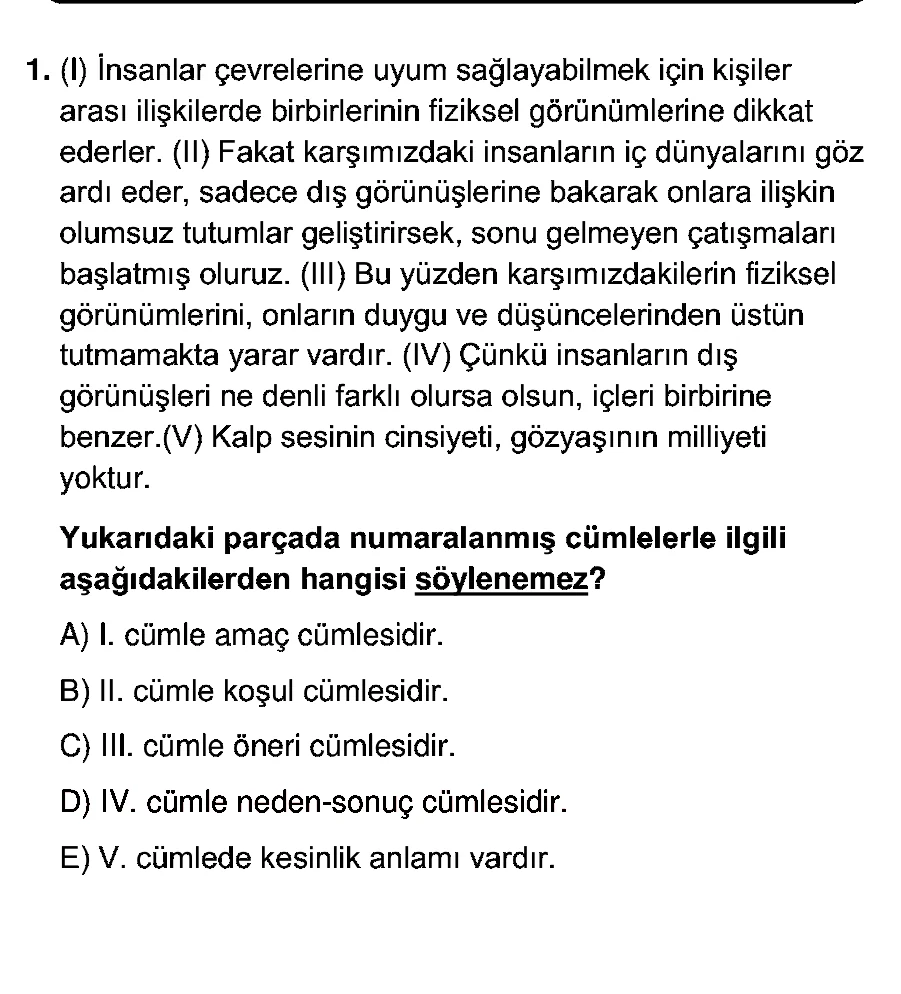 1. (I) İnsanlar çevrelerine uyum sağlayabilmek için kişiler
arası ilişkilerde birbirlerinin fiziksel görünümlerine dikkat
ederler. (II) Fakat karşımızdaki insanların iç dünyalarını göz
ardı eder, sadece dış görünüşlerine bakarak onlara ilişkin
olumsuz tutumlar geliştirirsek, sonu gelmeyen çatışmaları
başlatmış oluruz. (III) Bu yüzden karşımızdakilerin fiziksel
görünümlerini, onların duygu ve düşüncelerinden üstün
tutmamakta yarar vardır. (IV) Çünkü insanların dış
görünüşleri ne denli farklı olursa olsun, içleri birbirine
benzer.(V) Kalp sesinin cinsiyeti, gözyaşının milliyeti
yoktur.
Yukarıdaki parçada numaralanmış cümlelerle ilgili
aşağıdakilerden hangisi söylenemez?
A) I. cümle amaç cümlesidir.
B) II. cümle koşul cümlesidir.
C) III. cümle öneri cümlesidir.
D) IV. cümle neden-sonuç cümlesidir.
E) V. cümlede kesinlik anlamı vardır.